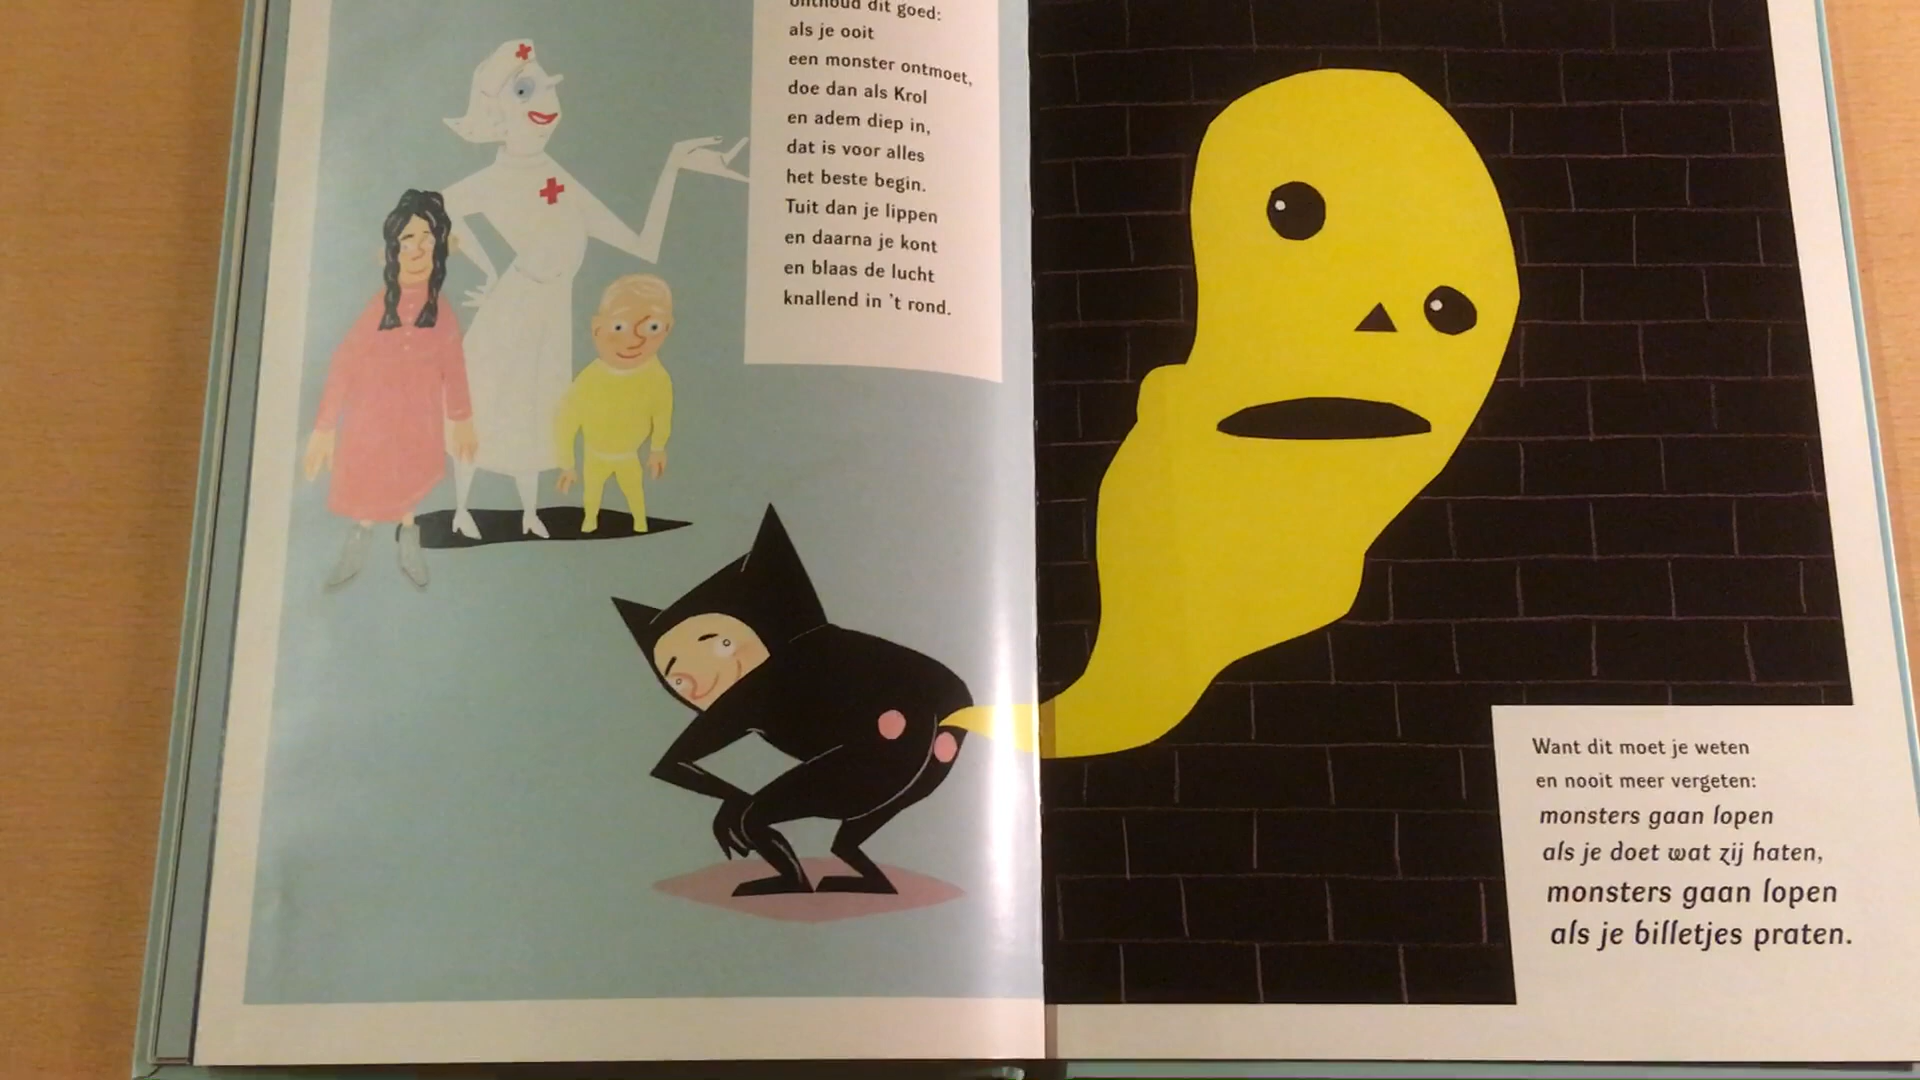 onthoud dit goed:
als je ooit
een monster ontmoet,
doe dan als Krol
en adem diep in,
dat is voor alles
het beste begin.
Tuit dan je lippen
en daarna je kont
en blaas de lucht
knallend in 't rond.
Want dit moet je weten
en nooit meer vergeten:
monsters gaan lopen
als je doet wat zij haten,
monsters gaan lopen
als je billetjes praten.